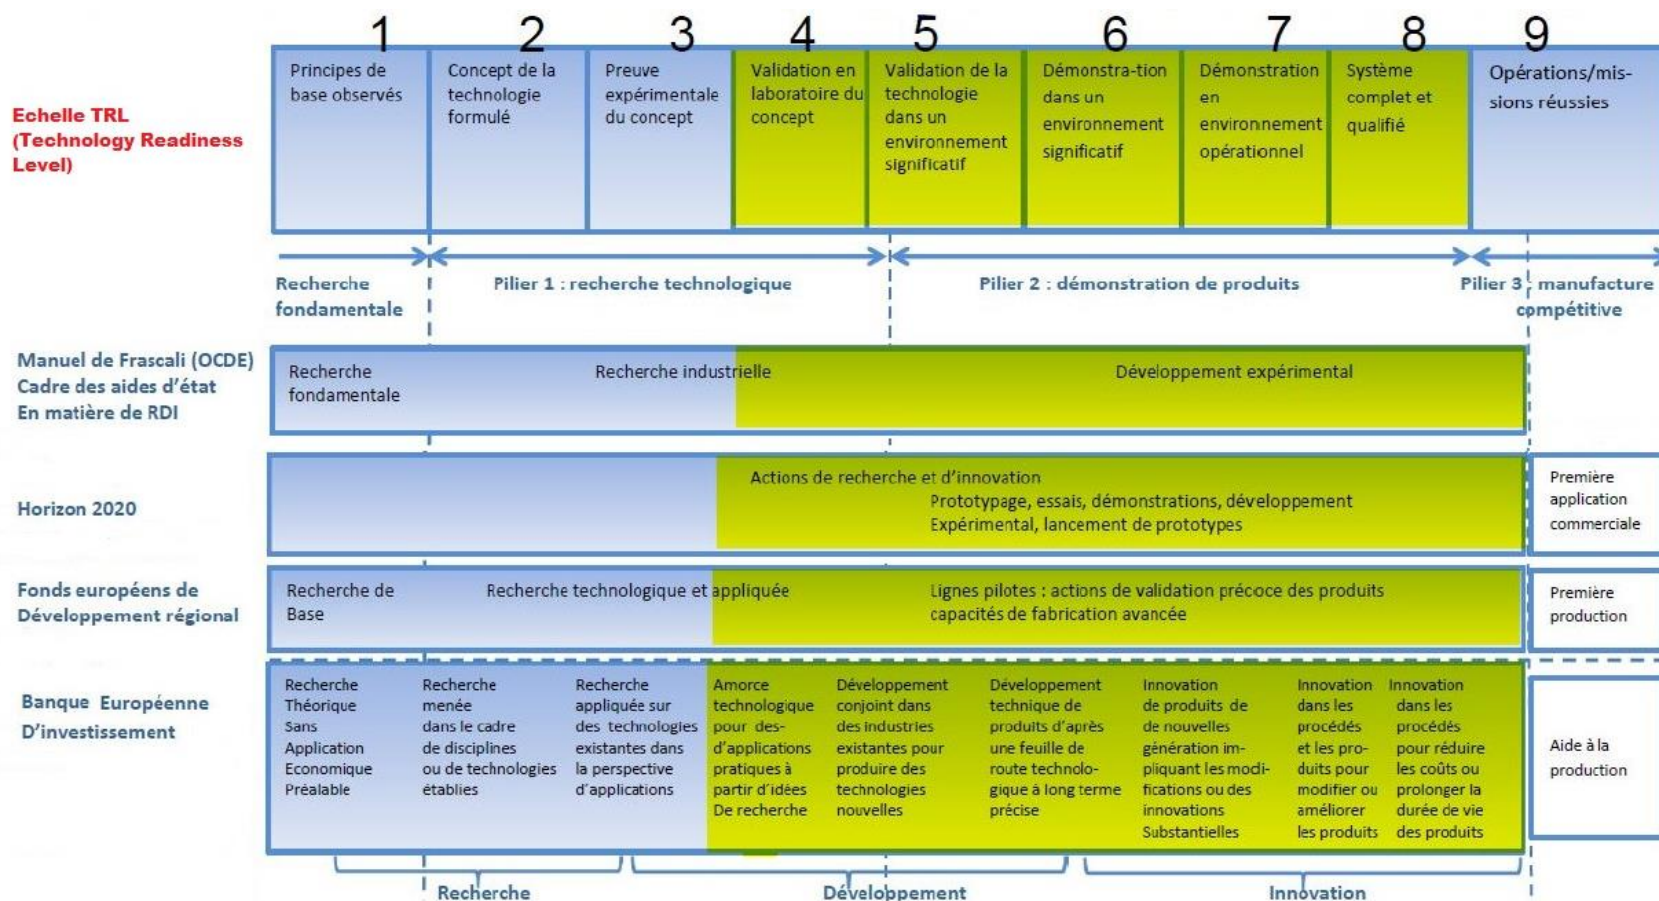 1 2 3 4 5 6 7 8 9
Echelle TRL
(Technology Readiness
Level)
Principes de
base observés
Concept de la
technologie
formulé
Preuve
expérimentale
du concept
Validation en
laboratoire du
concept
Validation de la
technologie
dans un
environnement
significatif
Démonstra-tion
dans un
environnement
significatif
Démonstration
en
environnement
opérationnel
Système
complet et
qualifié
Opérations/mis-
sions réussies
Recherche
fondamentale
Pilier 1 : recherche technologique
Pilier 2 : démonstration de produits
Pilier 3 : manufacture
compétitive
Manuel de Frascali (OCDE)
Cadre des aides d'état
En matière de RDI
Recherche
fondamentale
Recherche industrielle
Développement expérimental
Horizon 2020
Actions de recherche et d'innovation
Prototypage, essais, démonstrations, développement
Expérimental, lancement de prototypes
Première
application
commerciale
Fonds européens de
Développement régional
Recherche de
Base
Recherche technologique et appliquée
Lignes pilotes : actions de validation précoce des produits
capacités de fabrication avancée
Première
production
Banque Européenne
D'investissement
Recherche
Théorique
Sans
Application
Economique
Préalable
Recherche
menée
dans le cadre
de disciplines
ou de technologies
établies
Recherche
appliquée sur
des technologies
existantes dans
la perspective
d'applications
Amorce
technologique
pour des-
d'applications
pratiques à
partir d'idées
De recherche
Développement
conjoint dans
des industries
existantes pour
produire des
technologies
nouvelles
Développement
technique de
produits d'après
une feuille de
route technolo-
gique à long terme
précise
Innovation
de produits de
de nouvelles
génération im-
pliquant les modi-
fications ou des
innovations
Substantielles
Innovation
dans les
procédés
et les pro-
duits pour
modifier ou
améliorer
les produits
Innovation
dans les
procédés
pour réduire
les coûts ou
prolonger la
durée de vie
des produits
Aide à la
production
Recherche
Développement
Innovation